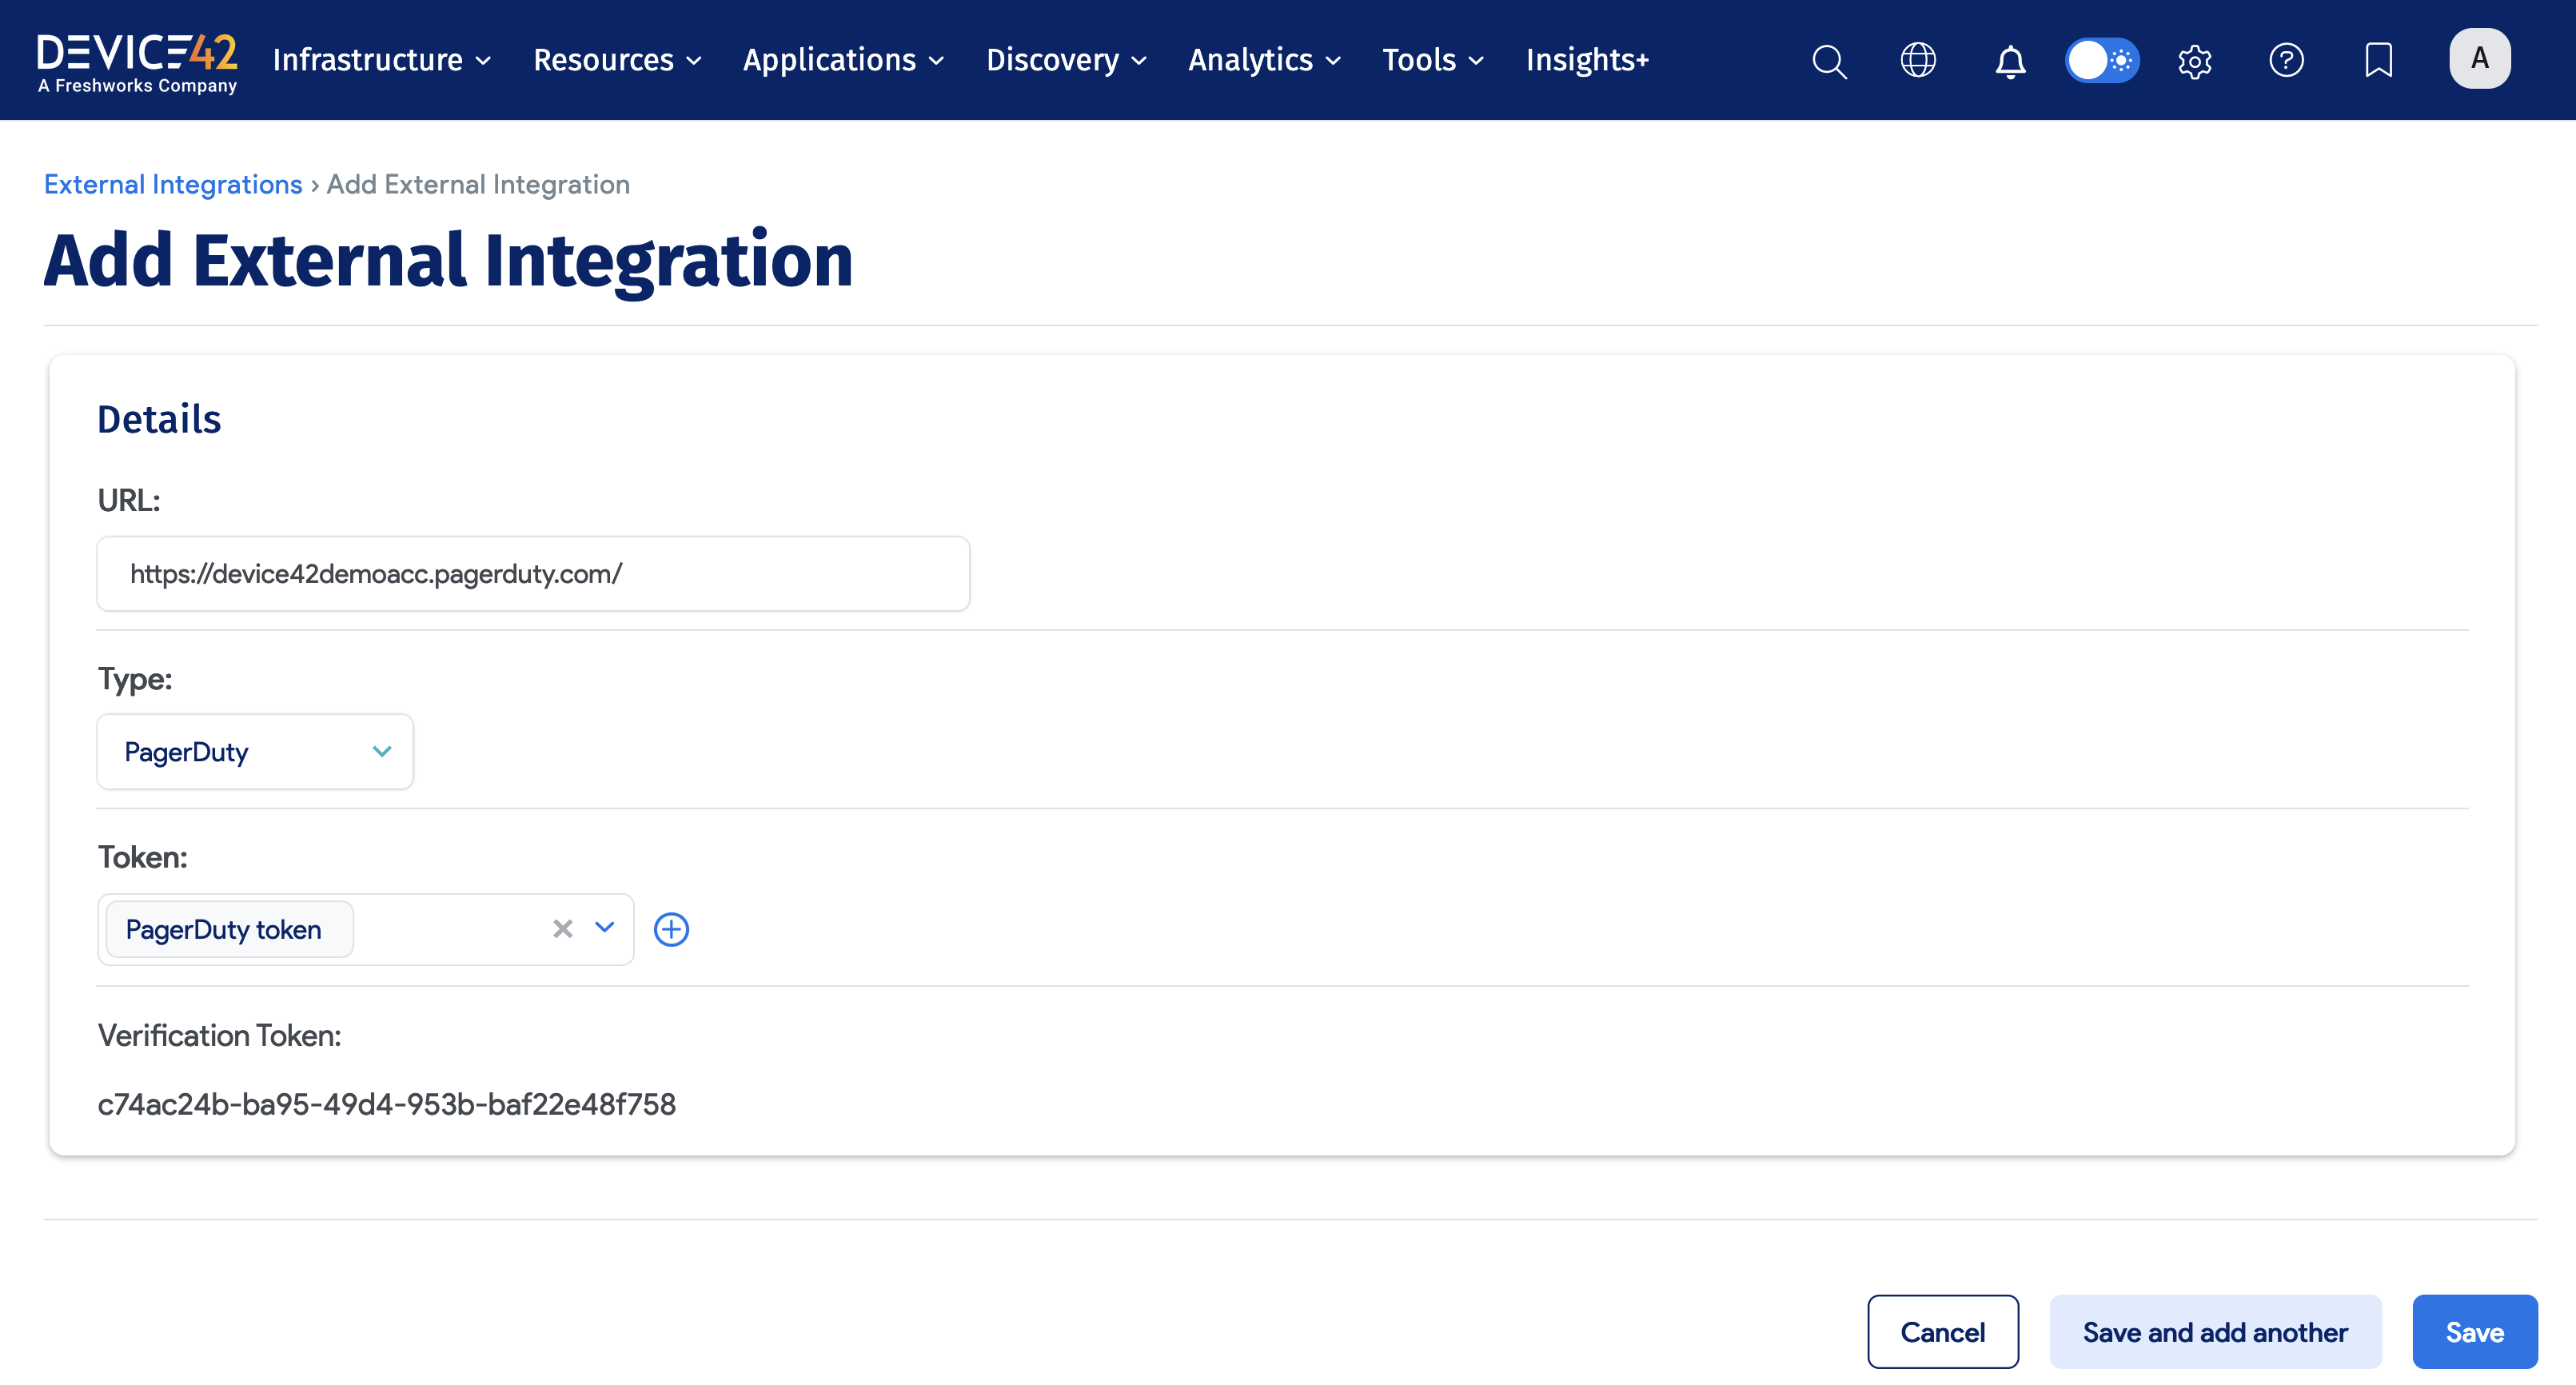 DEVICE42
A Freshworks Company
Infrastructure Resources Applications Discovery Analytics Tools Insights+
A
External Integrations › Add External Integration
Add External Integration
Details
URL:
https://device42demoacc.pagerduty.com/
Type:
PagerDuty
Token:
PagerDuty token
Verification Token:
c74ac24b-ba95-49d4-953b-baf22e48f758
Cancel Save and add another Save